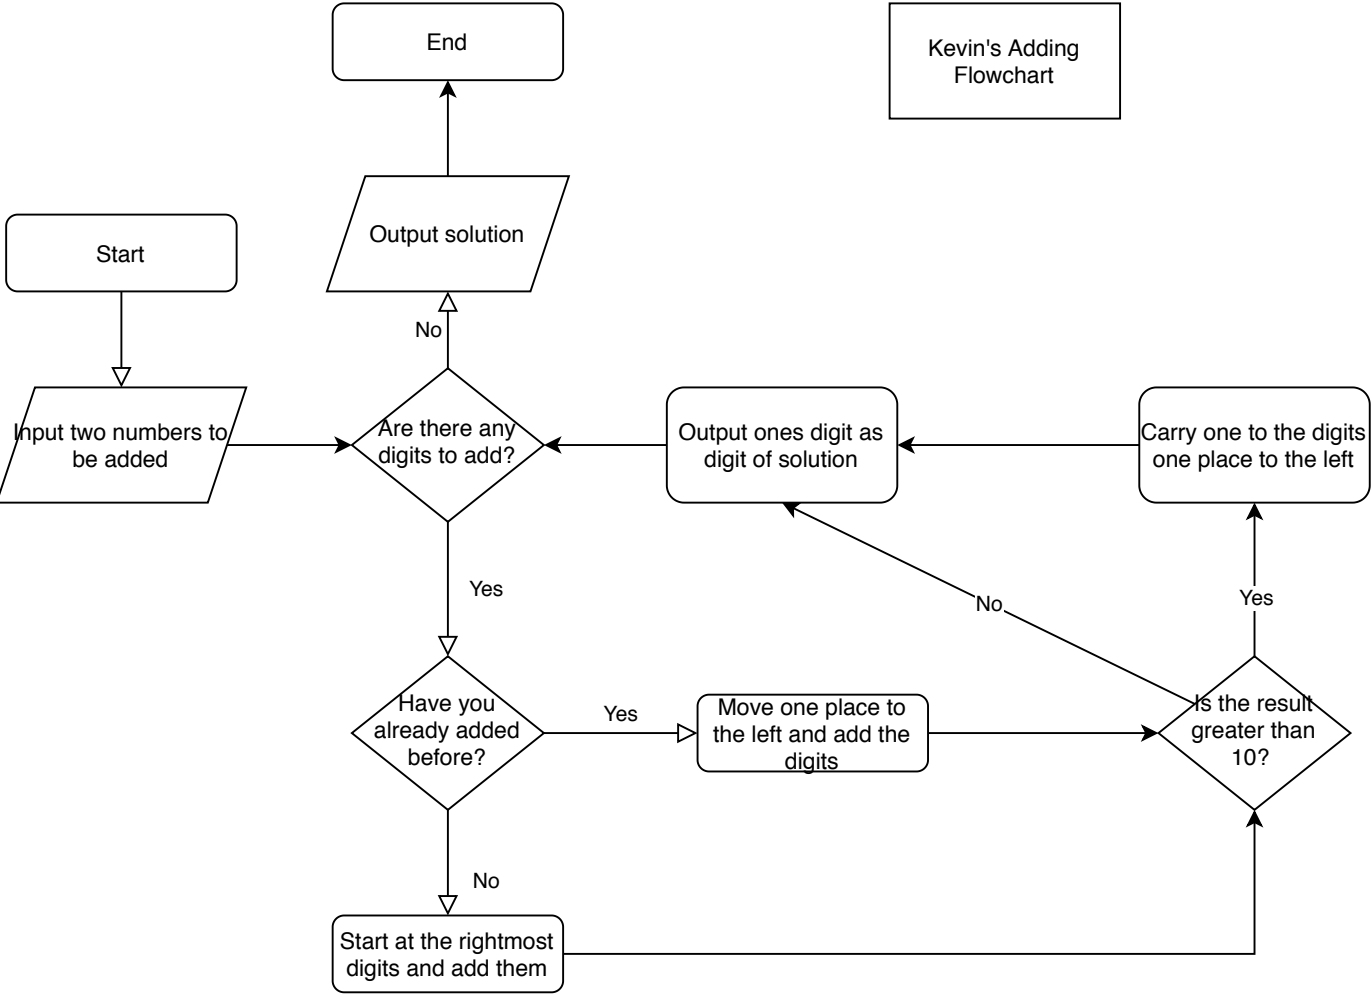 End
Kevin's Adding
Flowchart
Output solution
Start
No
Input two numbers to
be added
Are there any
digits to add?
Output ones digit as
digit of solution
Carry one to the digits
one place to the left
Yes
No
Yes
Have you
already added
before?
Yes
Move one place to
the left and add the
digits
Is the result
greater than
10?
No
Start at the rightmost
digits and add them